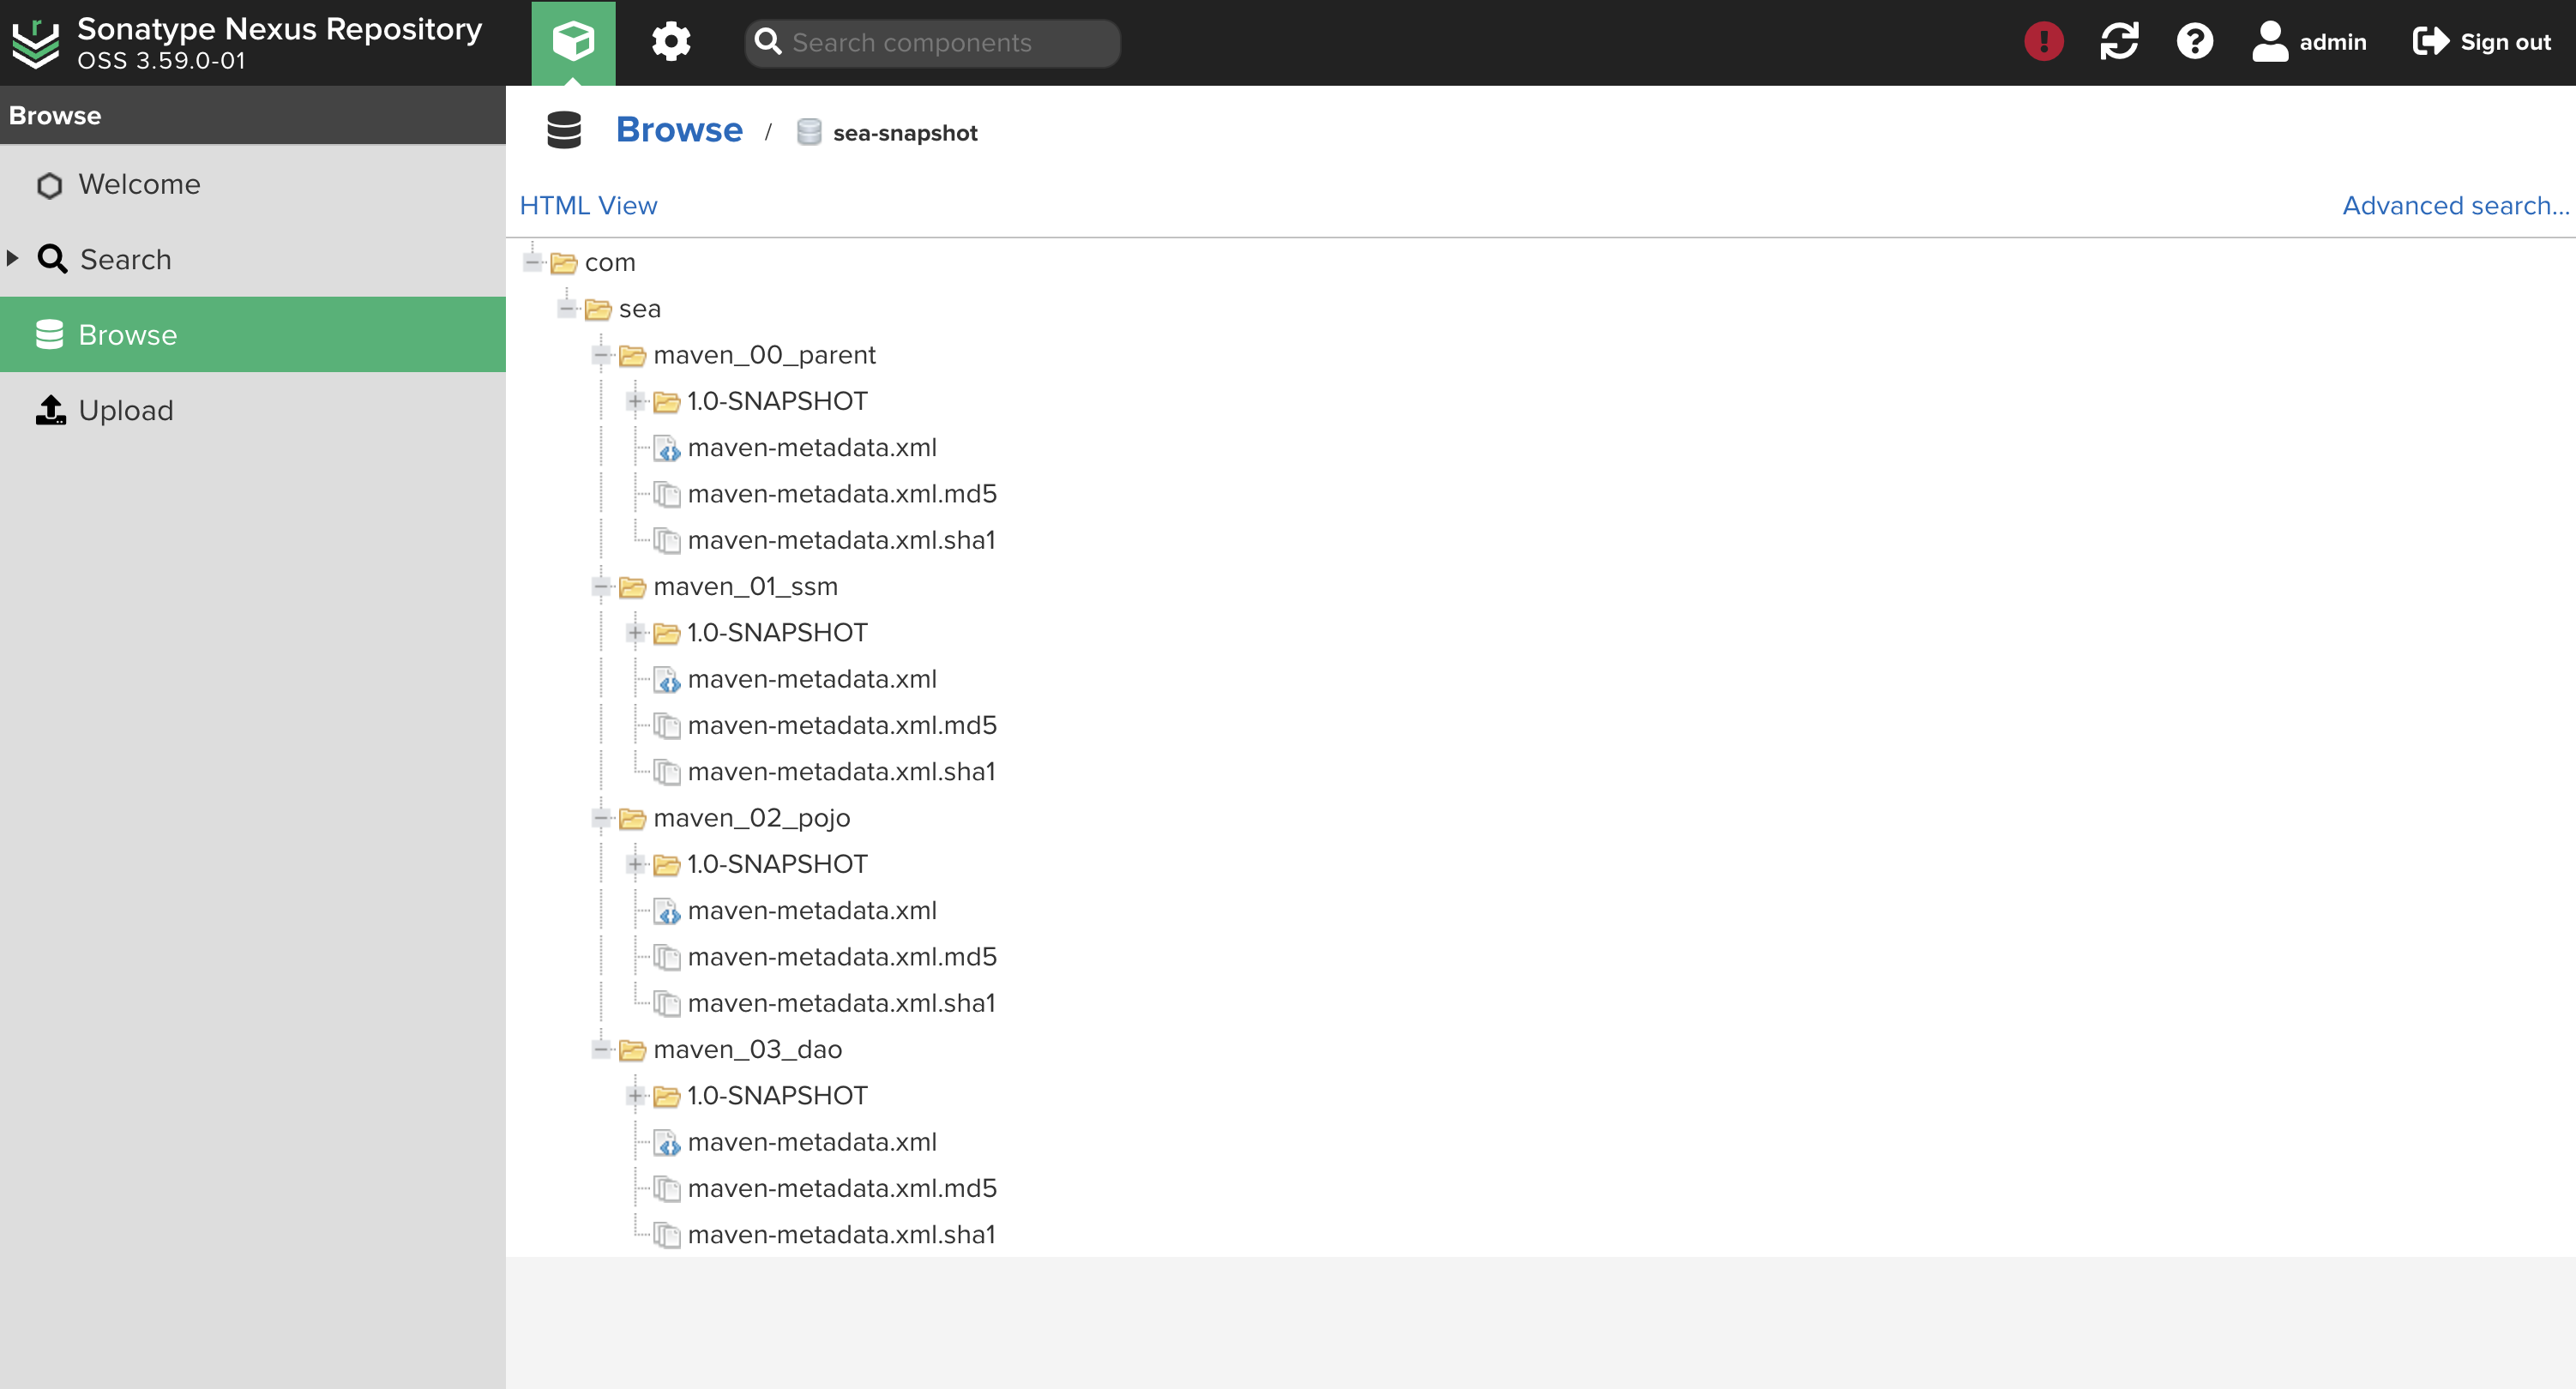 Sonatype Nexus Repository
OSS 3.59.0-01
Search components
admin
Sign out
Browse
Welcome
Search
Browse
Upload
Browse / sea-snapshot
HTML View
Advanced search...
com
sea
maven_00_parent
1.0-SNAPSHOT
maven-metadata.xml
maven-metadata.xml.md5
maven-metadata.xml.sha1
maven_01_ssm
1.0-SNAPSHOT
maven-metadata.xml
maven-metadata.xml.md5
maven-metadata.xml.sha1
maven_02_pojo
1.0-SNAPSHOT
maven-metadata.xml
maven-metadata.xml.md5
maven-metadata.xml.sha1
maven_03_dao
1.0-SNAPSHOT
maven-metadata.xml
maven-metadata.xml.md5
maven-metadata.xml.sha1